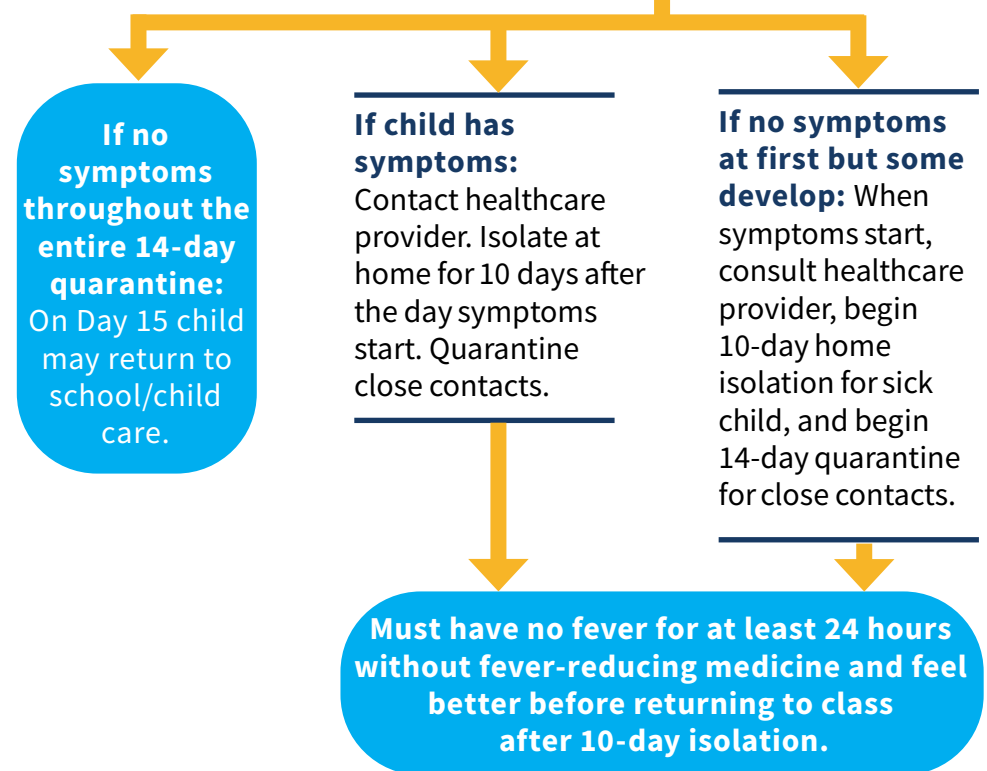 If no
symptoms
throughout the
entire 14-day
quarantine:
On Day 15 child
may return to
school/child
care.
If child has
symptoms:
Contact healthcare
provider. Isolate at
home for 10 days after
the day symptoms
start. Quarantine
close contacts.
If no symptoms
at first but some
develop: When
symptoms start,
consult healthcare
provider, begin
10-day home
isolation for sick
child, and begin
14-day quarantine
for close contacts.
Must have no fever for at least 24 hours
without fever-reducing medicine and feel
better before returning to class
after 10-day isolation.